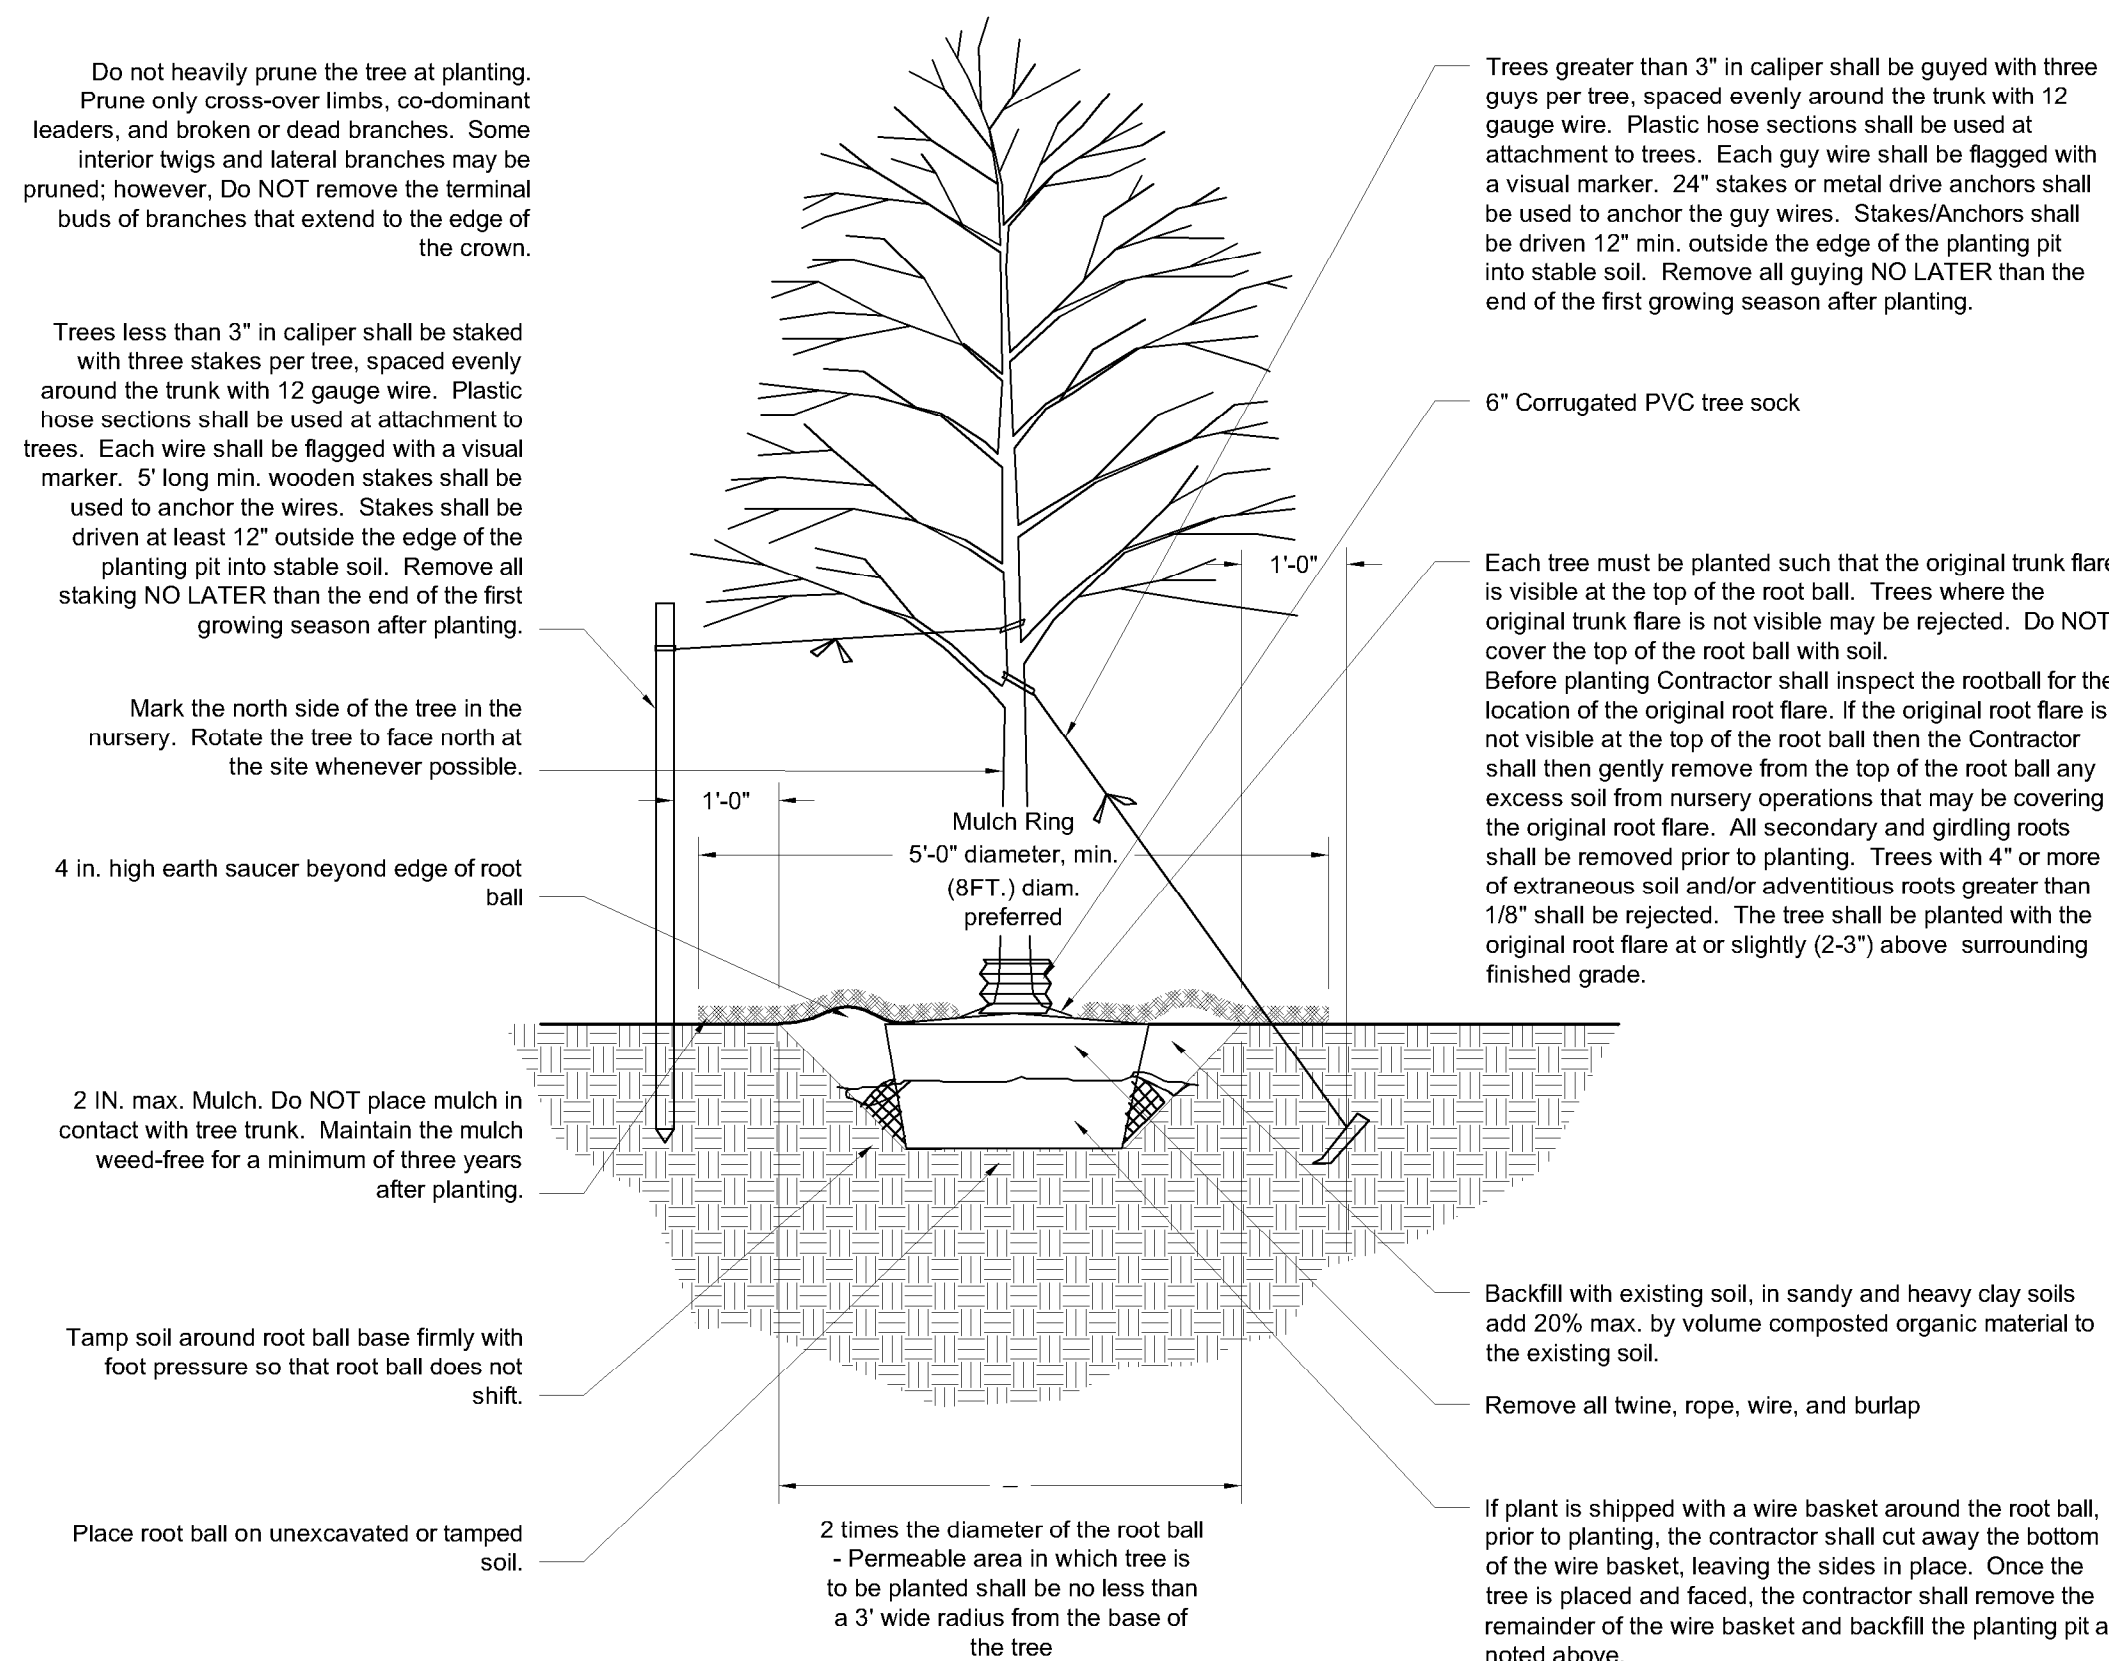 Do not heavily prune the tree at planting.
Prune only cross-over limbs, co-dominant
leaders, and broken or dead branches.  Some
interior twigs and lateral branches may be
pruned; however, Do NOT remove the terminal
buds of branches that extend to the edge of
the crown.
Trees less than 3" in caliper shall be staked
with three stakes per tree, spaced evenly
around the trunk with 12 gauge wire.  Plastic
hose sections shall be used at attachment to
trees.  Each wire shall be flagged with a visual
marker.  5' long min. wooden stakes shall be
used to anchor the wires.  Stakes shall be
driven at least 12" outside the edge of the
planting pit into stable soil.  Remove all
staking NO LATER than the end of the first
growing season after planting.
Mark the north side of the tree in the
nursery.  Rotate the tree to face north at
the site whenever possible.
4 in. high earth saucer beyond edge of root
ball
2 IN. max. Mulch. Do NOT place mulch in
contact with tree trunk.  Maintain the mulch
weed-free for a minimum of three years
after planting.
Tamp soil around root ball base firmly with
foot pressure so that root ball does not
shift.
Place root ball on unexcavated or tamped
soil.
1'-0"
1'-0"
Mulch Ring
5'-0" diameter, min.
(8FT.) diam.
preferred
2 times the diameter of the root ball
- Permeable area in which tree is
to be planted shall be no less than
a 3' wide radius from the base of
the tree
Trees greater than 3" in caliper shall be guyed with three
guys per tree, spaced evenly around the trunk with 12
gauge wire.  Plastic hose sections shall be used at
attachment to trees.  Each guy wire shall be flagged with
a visual marker.  24" stakes or metal drive anchors shall
be used to anchor the guy wires.  Stakes/Anchors shall
be driven 12" min. outside the edge of the planting pit
into stable soil.  Remove all guying NO LATER than the
end of the first growing season after planting.
6" Corrugated PVC tree sock
Each tree must be planted such that the original trunk flare
is visible at the top of the root ball.  Trees where the
original trunk flare is not visible may be rejected.  Do NOT
cover the top of the root ball with soil.
Before planting Contractor shall inspect the rootball for the
location of the original root flare. If the original root flare is
not visible at the top of the root ball then the Contractor
shall then gently remove from the top of the root ball any
excess soil from nursery operations that may be covering
the original root flare.  All secondary and girdling roots
shall be removed prior to planting.  Trees with 4" or more
of extraneous soil and/or adventitious roots greater than
1/8" shall be rejected.  The tree shall be planted with the
original root flare at or slightly (2-3") above  surrounding
finished grade.
Backfill with existing soil, in sandy and heavy clay soils
add 20% max. by volume composted organic material to
the existing soil.
Remove all twine, rope, wire, and burlap
If plant is shipped with a wire basket around the root ball,
prior to planting, the contractor shall cut away the bottom
of the wire basket, leaving the sides in place.  Once the
tree is placed and faced, the contractor shall remove the
remainder of the wire basket and backfill the planting pit a
noted above.